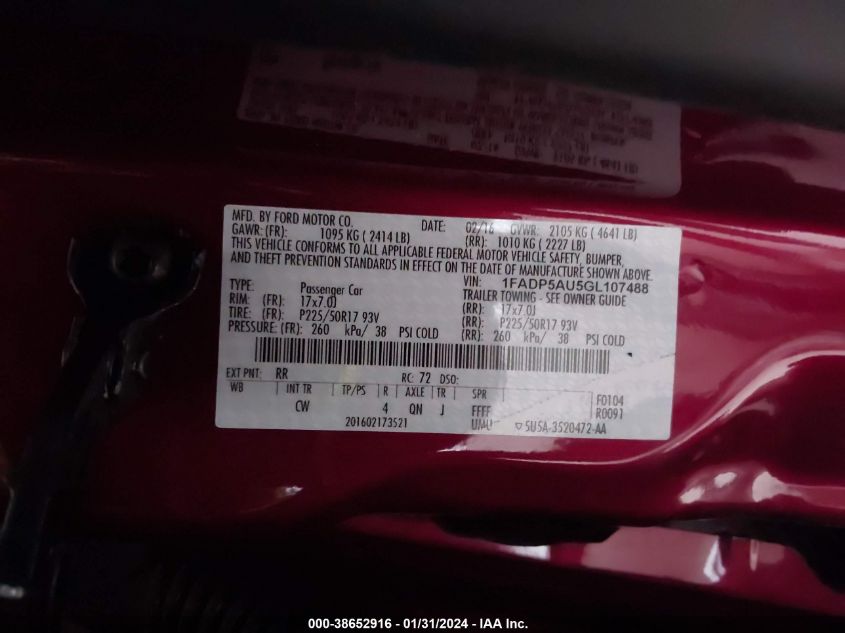 MFD. BY FORD MOTOR CO. DATE: 02/16 GVWR: 2105 KG ( 4641 LB)
GAWR:(FR): 1095 KG ( 2414 LB) (RR): 1010 KG ( 2227 LB)
THIS VEHICLE CONFORMS TO ALL APPLICABLE FEDERAL MOTOR VEHICLE SAFETY, BUMPER,
AND THEFT PREVENTION STANDARDS IN EFFECT ON THE DATE OF MANUFACTURE SHOWN ABOVE.
VIN: 1FADP5AU5GL107488
TYPE: Passenger Car TRAILER TOWING - SEE OWNER GUIDE
RIM: (FR): 17x7.0J (RR): 17x7.0J
TIRE: (FR): P225/50R17 93V (RR): P225/50R17 93V
PRESSURE:(FR): 260 kPa/ 38 PSI COLD (RR): 260 kPa/ 38 PSI COLD
EXT PNT: RR RC: 72 DSO:
WB INT TR TP/PS R AXLE TR SPR F0104
CW 4 QN J FFFF R0091
201602173521 5U5A-3520472-AA
000-38652916 - 01/31/2024 - IAA Inc.